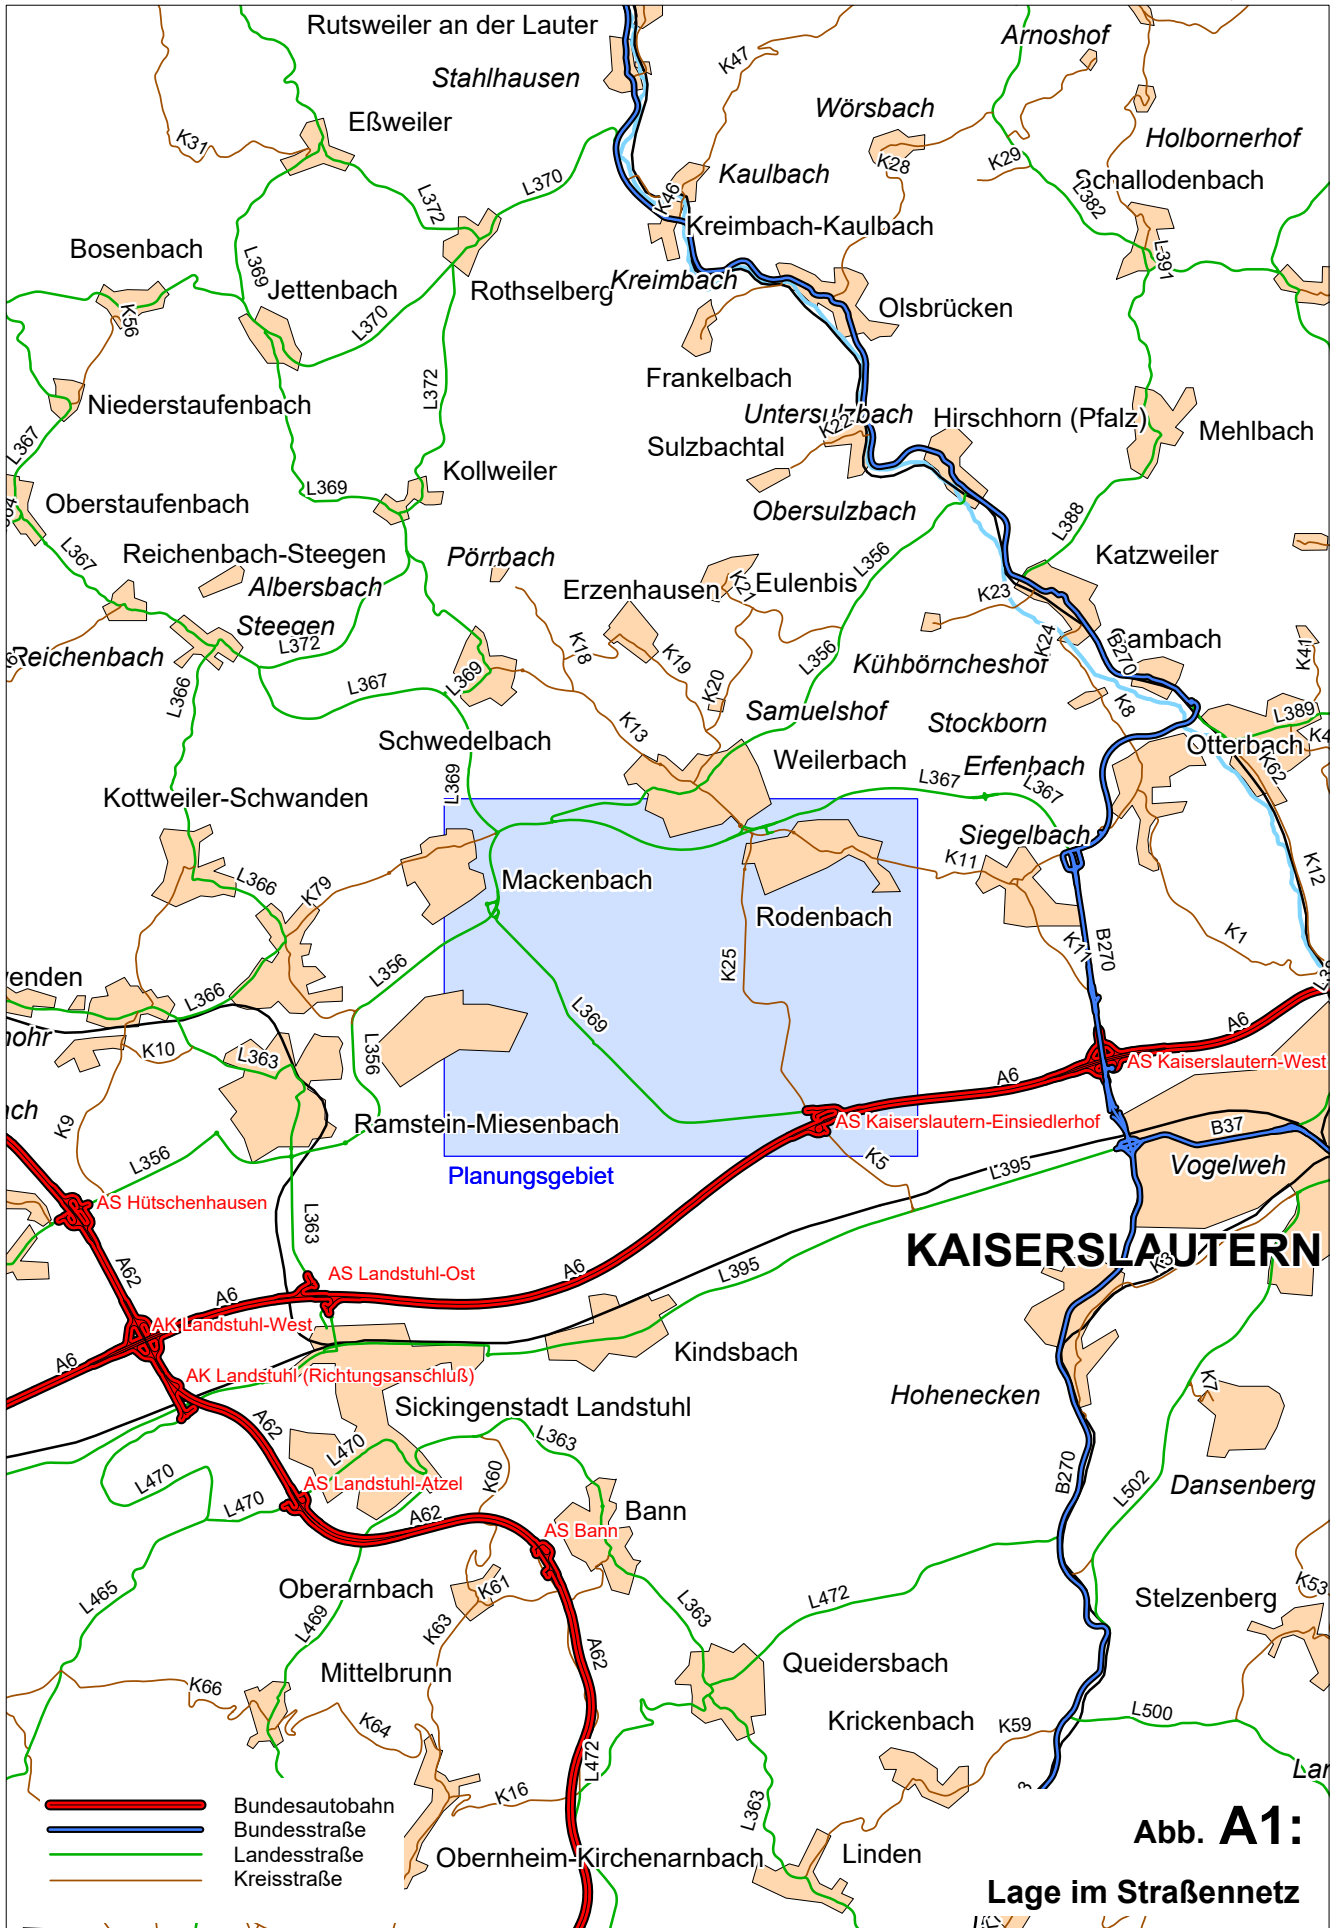 Rutsweiler an der Lauter
Stahlhausen
K47
Arnoshof
Wörsbach
Eßweiler
K31
Holbornerhof
K28
K29
Kaulbach
L370
L372
K46
Schallodenbach
L382
Kreimbach-Kaulbach
Bosenbach
L369
L391
Jettenbach
Rothselberg
Kreimbach
Olsbrücken
K56
L370
L372
Frankelbach
Niederstaufenbach
Untersulzbach
Hirschhorn (Pfalz)
K22
Sulzbachtal
Mehlbach
L367
Kollweiler
L369
Oberstaufenbach
Obersulzbach
L388
L367
Reichenbach-Steegen
Pörrbach
L356
Katzweiler
Albersbach
Erzenhausen
K21
Eulenbis
K23
Steegen
K24
Sambach
B270
Reichenbach
L372
K18
K19
L356
Kühbörncheshof
K41
L366
L367
L369
K20
K8
K13
Samuelshof
Stockborn
L389
Schwedelbach
Weilerbach
Otterbach
K62
Erfenbach
L367
L367
L369
Kottweiler-Schwanden
Siegelbach
K11
K12
L366
K79
Mackenbach
Rodenbach
K1
K11
B270
K25
L356
L366
L369
A6
K10
L363
L356
AS Kaiserslautern-West
A6
K9
Ramstein-Miesenbach
AS Kaiserslautern-Einsiedlerhof
B37
L356
K5
L395
Vogelweh
Planungsgebiet
AS Hütschenhausen
L363
KAISERSLAUTERN
K3
A62
A6
AS Landstuhl-Ost
A6
L395
AK Landstuhl-West
A6
Kindsbach
AK Landstuhl (Richtungsanschluß)
K7
Hohenecken
Sickingenstadt Landstuhl
A62
L363
L470
L470
K60
B270
L502
Dansenberg
AS Landstuhl-Atzel
L470
A62
Bann
AS Bann
Oberarnbach
K61
L465
L472
Stelzenberg
K53
L363
L469
K63
A62
Mittelbrunn
Queidersbach
K66
K64
Krickenbach
K59
L500
L472
K16
L363
Bundesautobahn
Bundesstraße
Landesstraße
Kreisstraße
Obernheim-Kirchenarnbach
Linden
Abb. A1:
Lage im Straßennetz